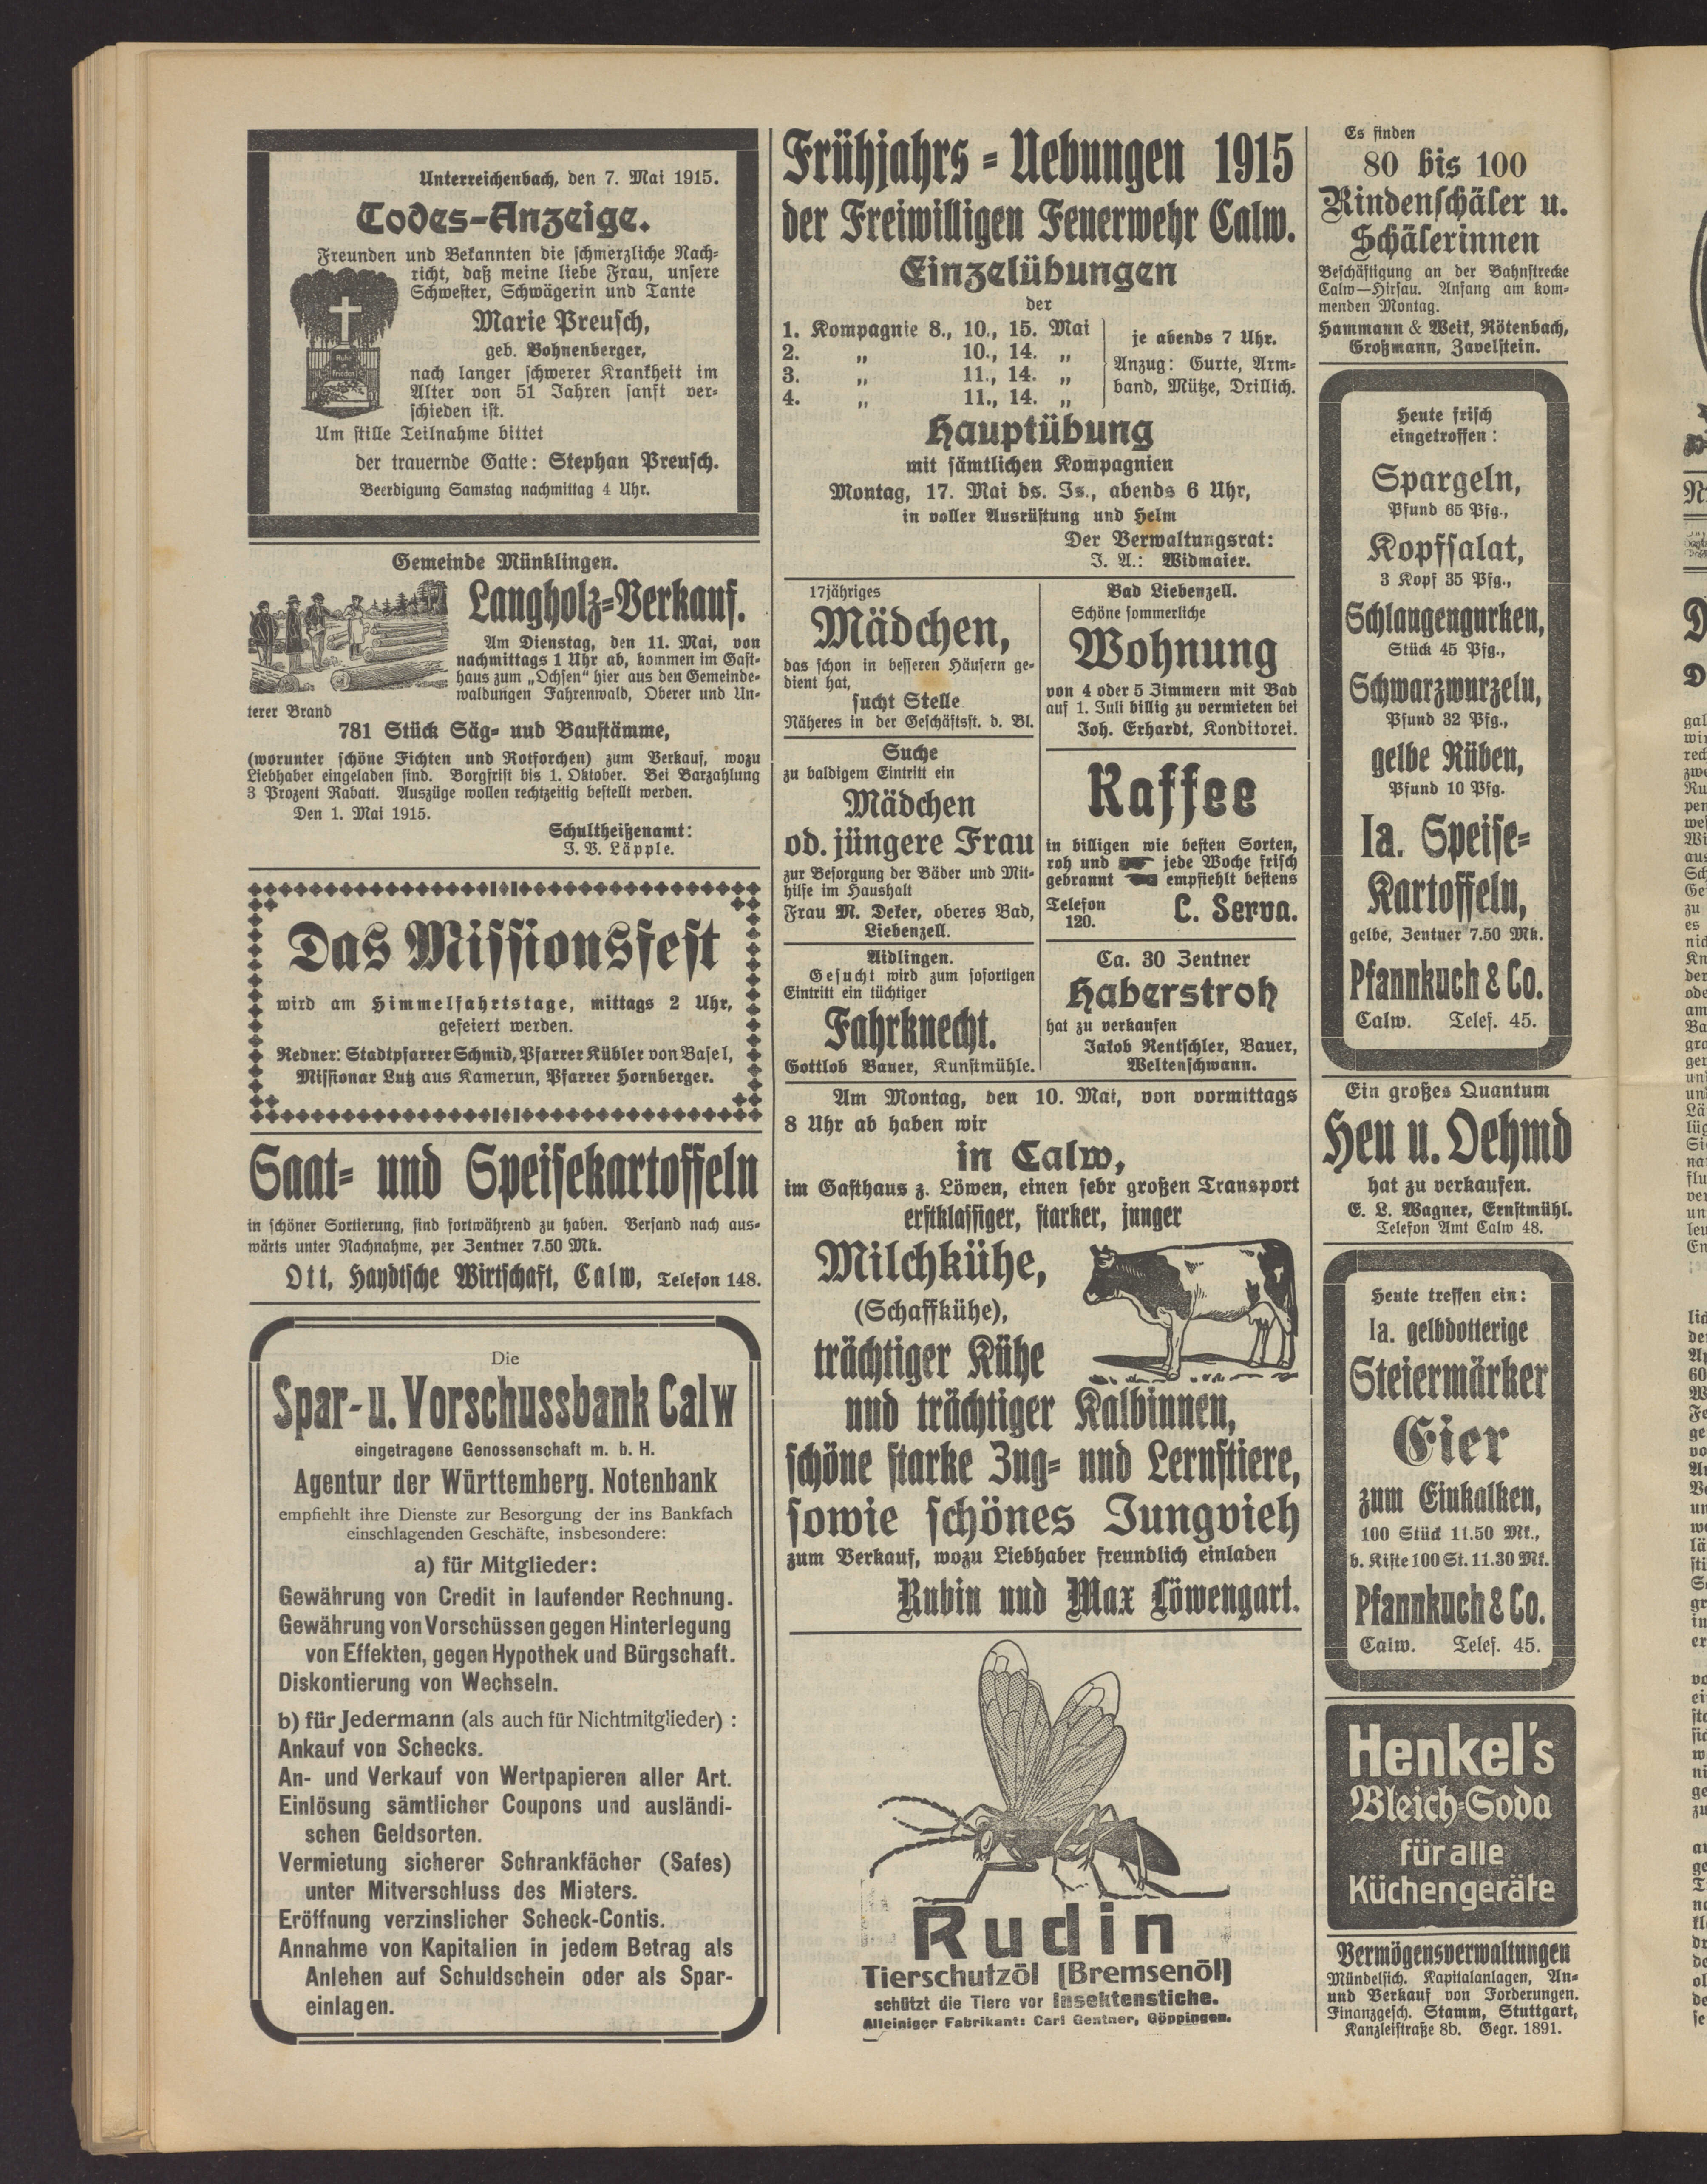 Unterreichenbach, den 7. Mai 1915.
Todes-Anzeige.
Freunden und Bekannten die schmerzliche Nach-
richt, daß meine liebe Frau, unsere
Schwester, Schwägerin und Tante
Marie Preusch,
geb. Bohnenberger,
nach langer schwerer Krankheit im
Alter von 51 Jahren sanft ver-
schieden ist.
Um stille Teilnahme bittet
der trauernde Gatte: Stephan Preusch.
Beerdigung Samstag nachmittag 4 Uhr.
Gemeinde Münklingen.
Langholz-Verkauf.
Am Dienstag, den 11. Mai, von
nachmittags 1 Uhr ab, kommen im Gast-
haus zum „Ochsen“ hier aus den Gemeinde-
waldungen Fahrenwald, Oberer und Un-
terer Brand
781 Stück Säg- und Baustämme,
(worunter schöne Fichten und Rotforchen) zum Verkauf, wozu
Liebhaber eingeladen sind. Borgfrist bis 1. Oktober. Bei Barzahlung
3 Prozent Rabatt. Auszüge wollen rechtzeitig bestellt werden.
Den 1. Mai 1915.
Schultheißenamt:
J. V. Läpple.
Das Missionsfest
wird am Himmelfahrtstage, mittags 2 Uhr,
gefeiert werden.
Redner: Stadtpfarrer Schmid, Pfarrer Kübler von Basel,
Missionar Lutz aus Kamerun, Pfarrer Hornberger.
Saat- und Speisekartoffeln
in schöner Sortierung, sind fortwährend zu haben. Versand nach aus-
wärts unter Nachnahme, per Zentner 7.50 Mk.
Ott, Haydtsche Wirtschaft, Calw, Telefon 148.
Die
Spar- u. Vorschussbank Calw
eingetragene Genossenschaft m. b. H.
Agentur der Württemberg. Notenbank
empfiehlt ihre Dienste zur Besorgung der ins Bankfach
einschlagenden Geschäfte, insbesondere:
a) für Mitglieder:
Gewährung von Credit in laufender Rechnung.
Gewährung von Vorschüssen gegen Hinterlegung
von Effekten, gegen Hypothek und Bürgschaft.
Diskontierung von Wechseln.
b) für Jedermann (als auch für Nichtmitglieder) :
Ankauf von Schecks.
An- und Verkauf von Wertpapieren aller Art.
Einlösung sämtlicher Coupons und ausländi-
schen Geldsorten.
Vermietung sicherer Schrankfächer (Safes)
unter Mitverschluss des Mieters.
Eröffnung verzinslicher Scheck-Contis.
Annahme von Kapitalien in jedem Betrag als
Anlehen auf Schuldschein oder als Spar-
einlagen.
Frühjahrs-Uebungen 1915
der Freiwilligen Feuerwehr Calw.
Einzelübungen
der
1. Kompagnie 8., 10., 15. Mai
2. „ 10., 14. „
3. „ 11., 14. „
4. „ 11., 14. „
je abends 7 Uhr.
Anzug: Gurte, Arm-
band, Mütze, Drillich.
Hauptübung
mit sämtlichen Kompagnien
Montag, 17. Mai ds. Js., abends 6 Uhr,
in voller Ausrüstung und Helm
Der Verwaltungsrat:
J. A.: Widmaier.
17jähriges
Mädchen,
das schon in besseren Häusern ge-
dient hat,
sucht Stelle
Näheres in der Geschäftsst. d. Bl.
Suche
zu baldigem Eintritt ein
Mädchen
od. jüngere Frau
zur Besorgung der Bäder und Mit-
hilfe im Haushalt
Frau M. Deker, oberes Bad,
Liebenzell.
Aidlingen.
Gesucht wird zum sofortigen
Eintritt ein tüchtiger
Fahrknecht.
Gottlob Bauer, Kunstmühle.
Bad Liebenzell.
Schöne sommerliche
Wohnung
von 4 oder 5 Zimmern mit Bad
auf 1. Juli billig zu vermieten bei
Joh. Erhardt, Konditorei.
Kaffee
in billigen wie besten Sorten,
roh und jede Woche frisch
gebrannt empfiehlt bestens
Telefon
120.
C. Serva.
Ca. 30 Zentner
Haberstroh
hat zu verkaufen
Jakob Rentschler, Bauer,
Weltenschwann.
Am Montag, den 10. Mai, von vormittags
8 Uhr ab haben wir
in Calw,
im Gasthaus z. Löwen, einen sehr großen Transport
erstklassiger, starker, junger
Milchkühe,
(Schaffkühe),
trächtiger Kühe
und trächtiger Kalbinnen,
schöne starke Zug- und Lernstiere,
sowie schönes Jungvieh
zum Verkauf, wozu Liebhaber freundlich einladen
Rubin und Max Löwengart.
Rudin
Tierschutzöl (Bremsenöl)
schützt die Tiere vor Insektenstiche.
Alleiniger Fabrikant: Carl Gentner, Göppingen.
Es finden
80 bis 100
Rindenschäler u.
Schälerinnen
Beschäftigung an der Bahnstrecke
Calw—Hirsau. Anfang am kom-
menden Montag.
Hammann & Weik, Rötenbach,
Großmann, Zavelstein.
Heute frisch
eingetroffen:
Spargeln,
Pfund 65 Pfg.,
Kopfsalat,
3 Kopf 35 Pfg.,
Schlangengurken,
Stück 45 Pfg.,
Schwarzwurzeln,
Pfund 32 Pfg.,
gelbe Rüben,
Pfund 10 Pfg.
Ia. Speise-
Kartoffeln,
gelbe, Zentner 7.50 Mk.
Pfannkuch & Co.
Calw. Telef. 45.
Ein großes Quantum
Heu u. Oehmd
hat zu verkaufen.
E. L. Wagner, Ernstmühl.
Telefon Amt Calw 48.
Heute treffen ein:
Ia. gelbdotterige
Steiermärker
Eier
zum Einkalken,
100 Stück 11.50 Mk.,
b. Kiste 100 St. 11.30 Mk.
Pfannkuch & Co.
Calw. Telef. 45.
Henkel's
Bleich-Soda
für alle
Küchengeräte
Vermögensverwaltungen
Mündelsich. Kapitalanlagen, An-
und Verkauf von Forderungen.
Finanzgesch. Stamm, Stuttgart,
Kanzleistraße 8b. Gegr. 1891.